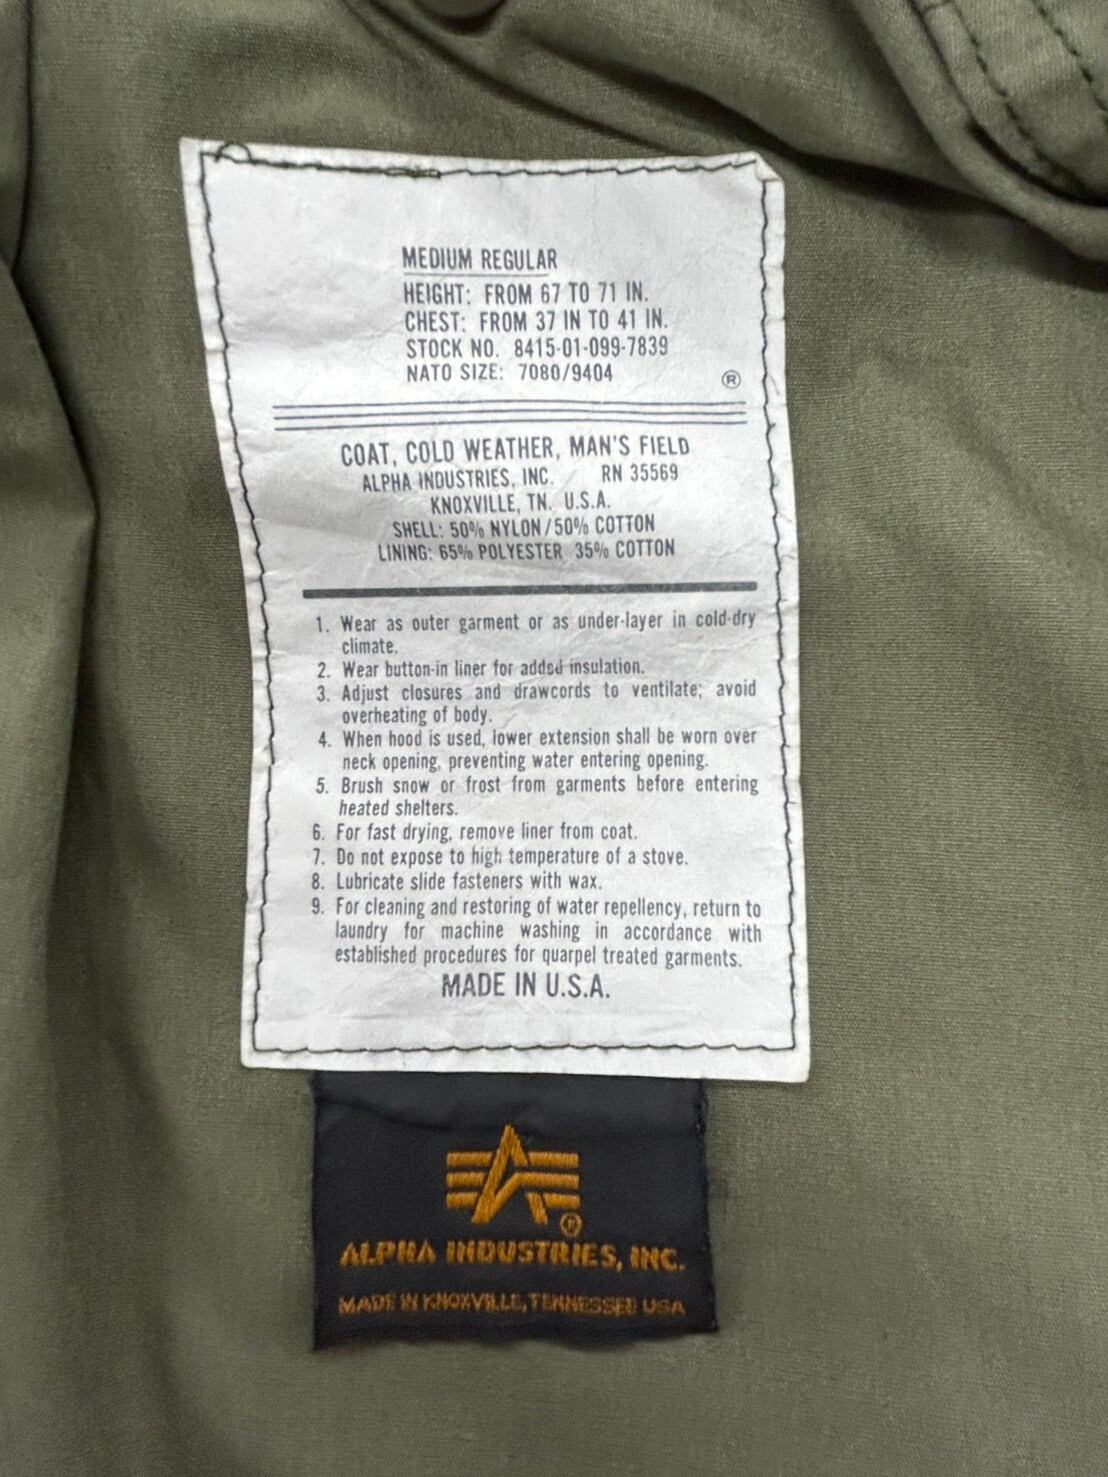 MEDIUM REGULAR
HEIGHT: FROM 67 TO 71 IN.
CHEST: FROM 37 IN TO 41 IN.
STOCK NO. 8415-01-099-7839
NATO SIZE: 7080/9404
®
COAT, COLD WEATHER, MAN'S FIELD
ALPHA INDUSTRIES, INC. RN 35569
KNOXVILLE, TN. U.S.A.
SHELL: 50% NYLON/50% COTTON
LINING: 65% POLYESTER 35% COTTON
1. Wear as outer garment or as under-layer in cold-dry
climate.
2. Wear button-in liner for added insulation.
3. Adjust closures and drawcords to ventilate; avoid
overheating of body.
4. When hood is used, lower extension shall be worn over
neck opening, preventing water entering opening.
5. Brush snow or frost from garments before entering
heated shelters.
6. For fast drying, remove liner from coat.
7. Do not expose to high temperature of a stove.
8. Lubricate slide fasteners with wax.
9. For cleaning and restoring of water repellency, return to
laundry for machine washing in accordance with
established procedures for quarpel treated garments.
MADE IN U.S.A.
®
ALPHA INDUSTRIES, INC.
MADE IN KNOXVILLE, TENNESSEE USA